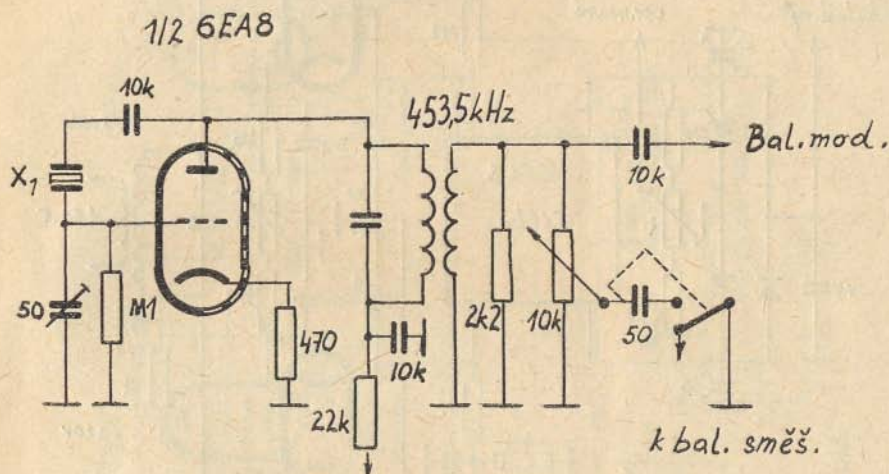 1/2 6EA8
10k
453,5kHz
X1
Bal. mod.
10k
50
M1
470
10k
22k
2k2
10k
50
k bal. směš.